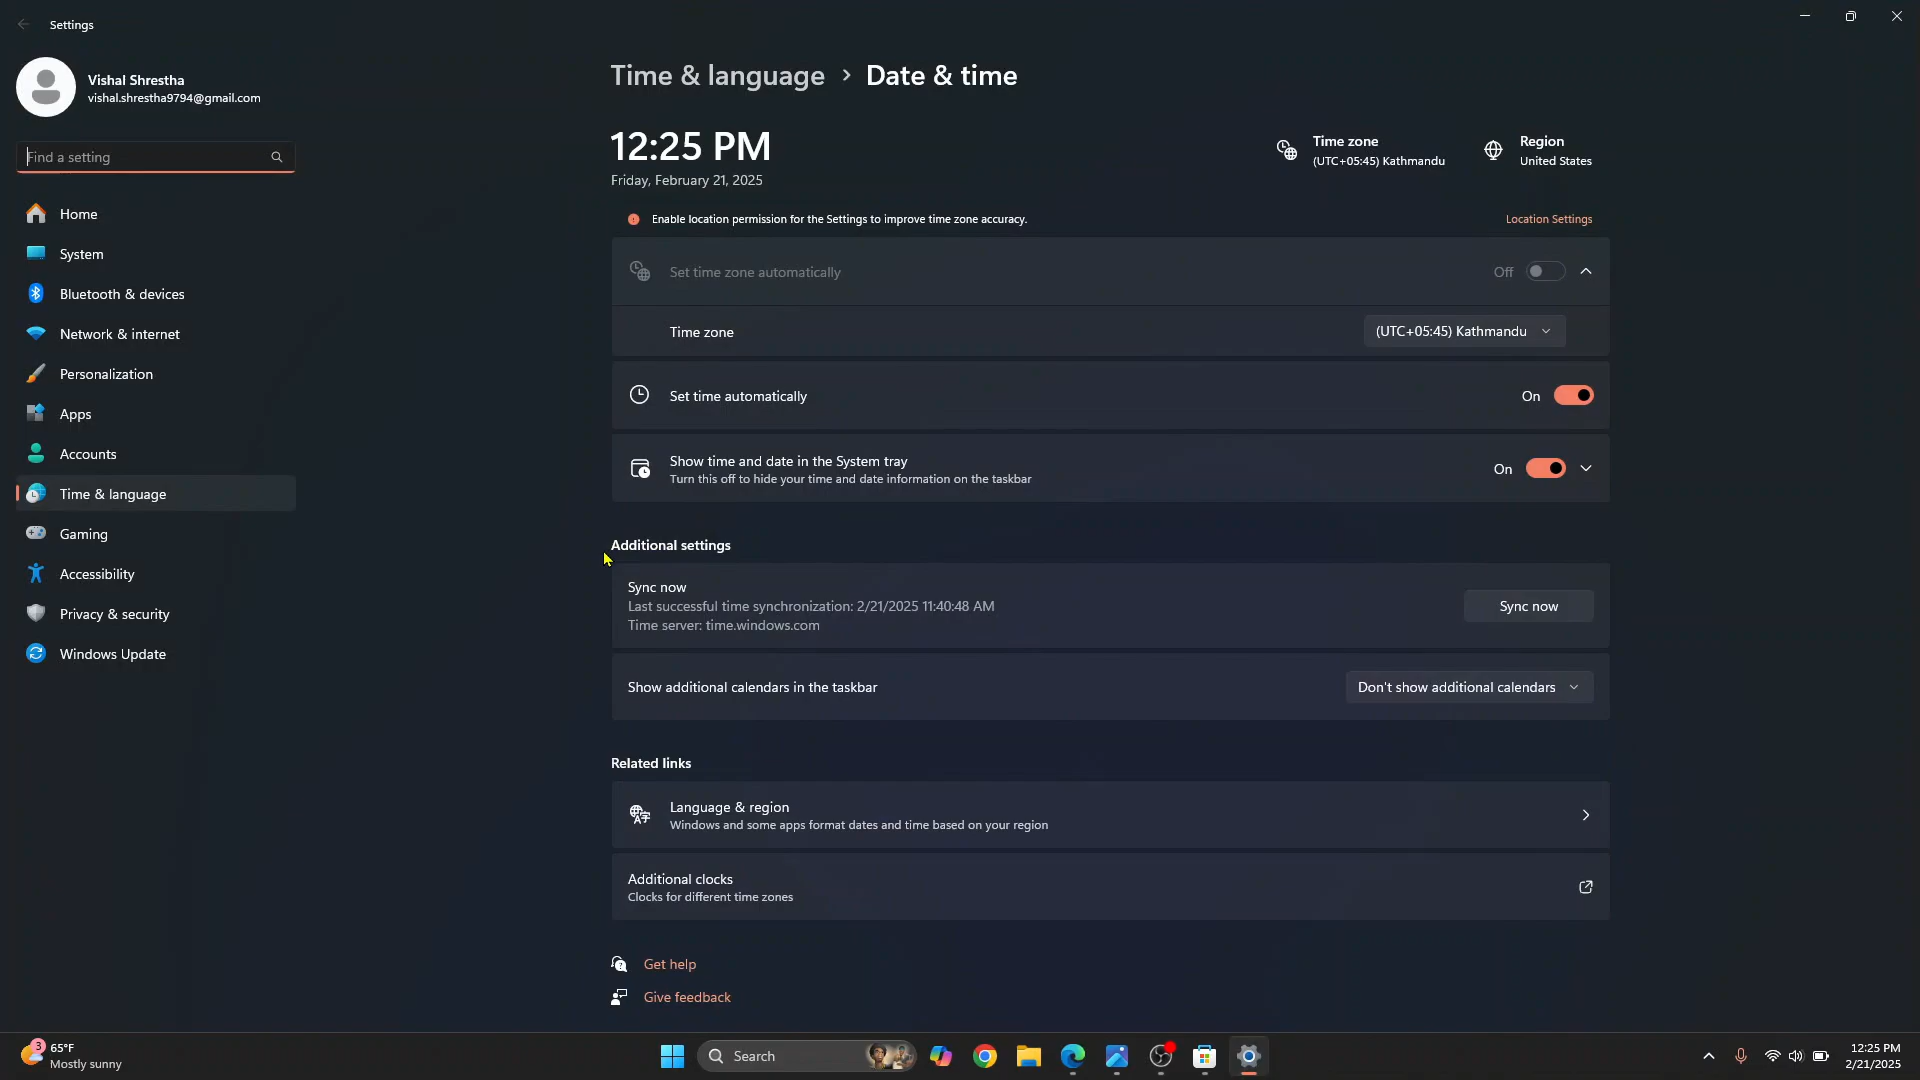 Settings
Vishal Shrestha
vishal.shrestha9794@gmail.com
Find a setting
Home
System
Bluetooth & devices
Network & internet
Personalization
Apps
Accounts
Time & language
Gaming
Accessibility
Privacy & security
Windows Update
Time & language > Date & time
12:25 PM
Friday, February 21, 2025
Time zone
(UTC+05:45) Kathmandu
Region
United States
Enable location permission for the Settings to improve time zone accuracy.
Location Settings
Set time zone automatically
Off
Time zone
(UTC+05:45) Kathmandu
Set time automatically
On
Show time and date in the System tray
Turn this off to hide your time and date information on the taskbar
On
Additional settings
Sync now
Last successful time synchronization: 2/21/2025 11:40:48 AM
Time server: time.windows.com
Sync now
Show additional calendars in the taskbar
Don't show additional calendars
Related links
Language & region
Windows and some apps format dates and time based on your region
Additional clocks
Clocks for different time zones
Get help
Give feedback
3
65°F
Mostly sunny
Search
12:25 PM
2/21/2025